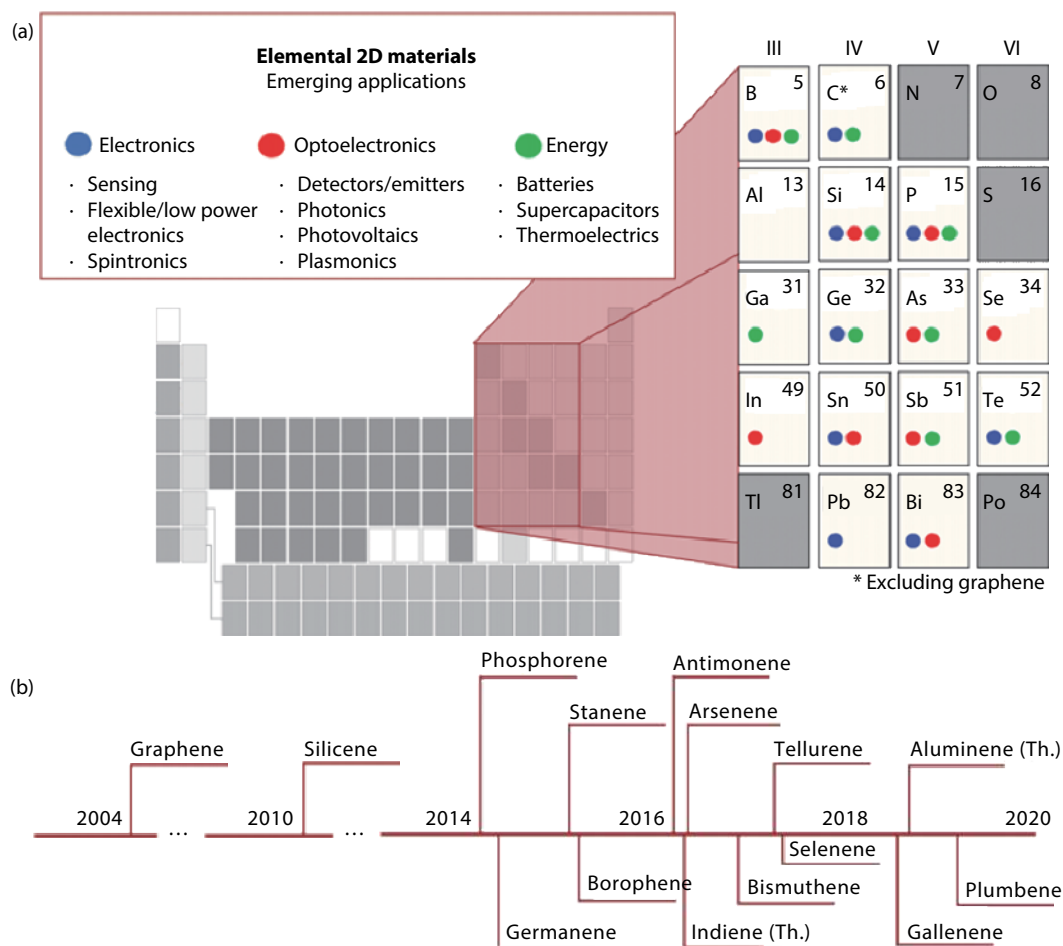 (a)
Elemental 2D materials
Emerging applications
Electronics
· Sensing
· Flexible/low power
electronics
· Spintronics
Optoelectronics
· Detectors/emitters
· Photonics
· Photovoltaics
· Plasmonics
Energy
· Batteries
· Supercapacitors
· Thermoelectrics
III IV V VI
B 5 C* 6 N 7 O 8
Al 13 Si 14 P 15 S 16
Ga 31 Ge 32 As 33 Se 34
In 49 Sn 50 Sb 51 Te 52
Tl 81 Pb 82 Bi 83 Po 84
* Excluding graphene
(b)
Phosphorene Antimonene
Stanene Arsenene
Graphene Silicene Tellurene Aluminene (Th.)
2004 ... 2010 ... 2014 2016 2018 2020
Selenene
Borophene Bismuthene Plumbene
Germanene Indiene (Th.) Gallenene